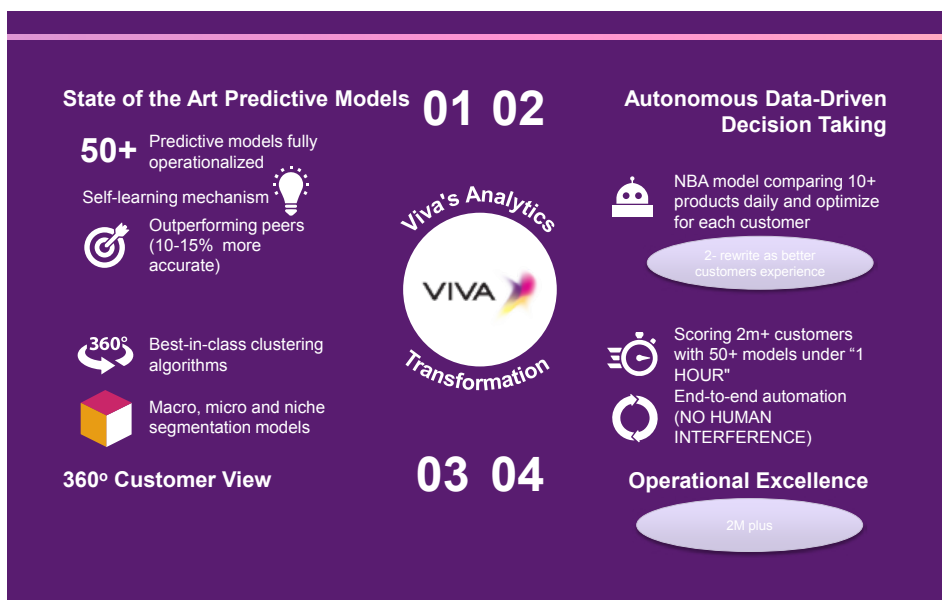 State of the Art Predictive Models
01 02
Autonomous Data-Driven
Decision Taking
50+
Predictive models fully
operationalized
Self-learning mechanism
Outperforming peers
(10-15% more
accurate)
NBA model comparing 10+
products daily and optimize
for each customer
2- rewrite as better
customers experience
Viva's Analytics
VIVA
Transformation
360°
Best-in-class clustering
algorithms
Macro, micro and niche
segmentation models
Scoring 2m+ customers
with 50+ models under “1
HOUR"
End-to-end automation
(NO HUMAN
INTERFERENCE)
360º Customer View
03 04
Operational Excellence
2M plus